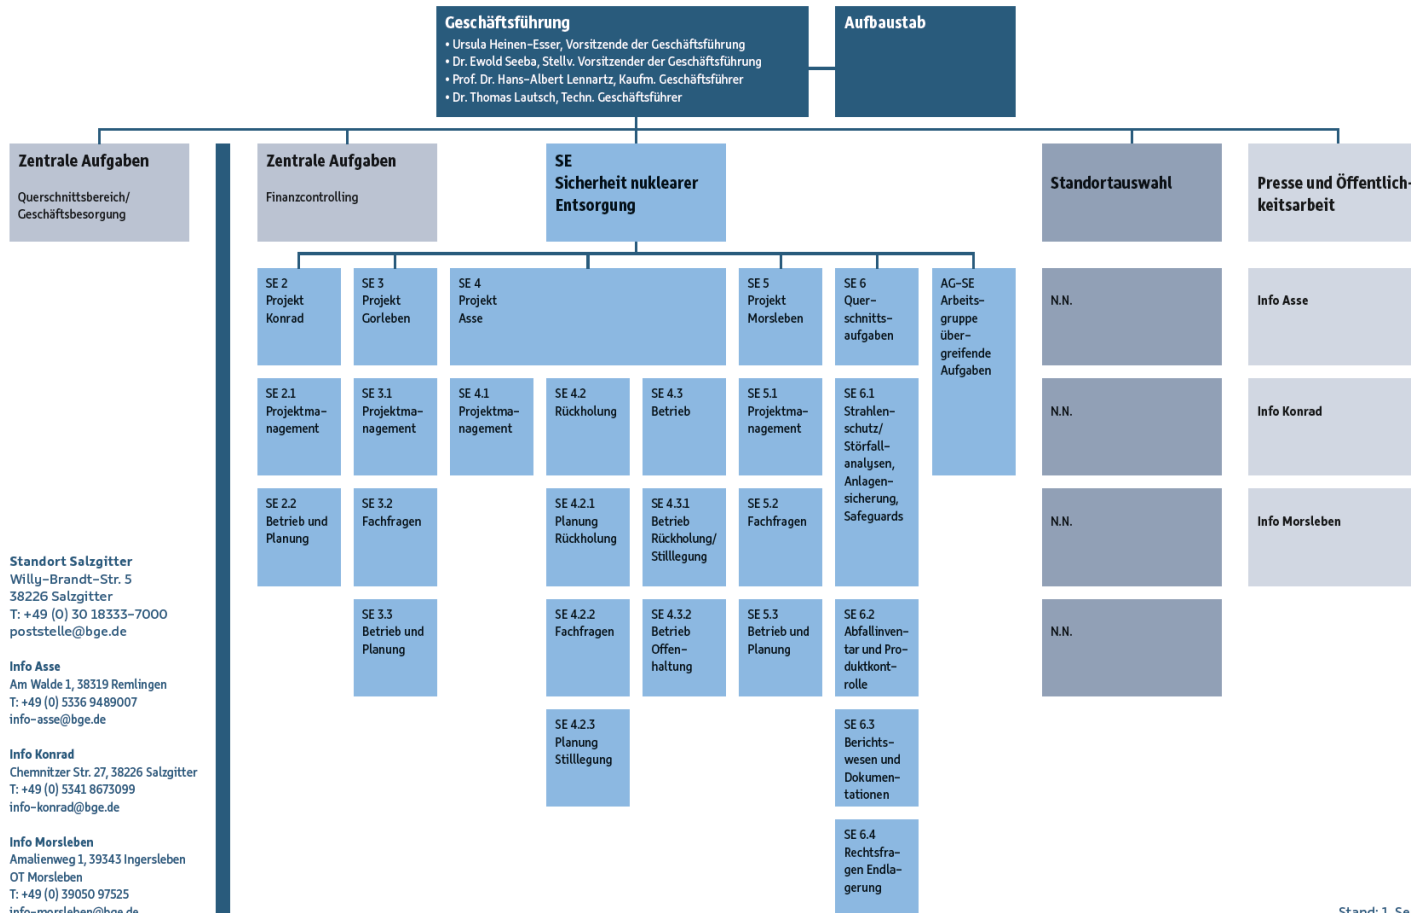 Geschäftsführung
• Ursula Heinen-Esser, Vorsitzende der Geschäftsführung
• Dr. Ewold Seeba, Stellv. Vorsitzender der Geschäftsführung
• Prof. Dr. Hans-Albert Lennartz, Kaufm. Geschäftsführer
• Dr. Thomas Lautsch, Techn. Geschäftsführer
Aufbaustab
Zentrale Aufgaben
Querschnittsbereich/
Geschäftsbesorgung
Zentrale Aufgaben
Finanzcontrolling
SE
Sicherheit nuklearer
Entsorgung
Standortauswahl
Presse und Öffentlich-
keitsarbeit
SE 2
Projekt
Konrad
SE 3
Projekt
Gorleben
SE 4
Projekt
Asse
SE 5
Projekt
Morsleben
SE 6
Quer-
schnitts-
aufgaben
AG-SE
Arbeits-
gruppe
über-
greifende
Aufgaben
N.N.
Info Asse
SE 2.1
Projektma-
nagement
SE 3.1
Projektma-
nagement
SE 4.1
Projektma-
nagement
SE 4.2
Rückholung
SE 4.3
Betrieb
SE 5.1
Projektma-
nagement
SE 6.1
Strahlen-
schutz/
Störfall-
analysen,
Anlagen-
sicherung,
Safeguards
N.N.
Info Konrad
SE 2.2
Betrieb und
Planung
SE 3.2
Fachfragen
SE 4.2.1
Planung
Rückholung
SE 4.3.1
Betrieb
Rückholung/
Stilllegung
SE 5.2
Fachfragen
N.N.
Info Morsleben
SE 3.3
Betrieb und
Planung
SE 4.2.2
Fachfragen
SE 4.3.2
Betrieb
Offen-
haltung
SE 5.3
Betrieb und
Planung
SE 6.2
Abfallinven-
tar und Pro-
duktkont-
rolle
N.N.
SE 4.2.3
Planung
Stilllegung
SE 6.3
Berichts-
wesen und
Dokumen-
tationen
SE 6.4
Rechtsfra-
gen Endla-
gerung
Standort Salzgitter
Willy-Brandt-Str. 5
38226 Salzgitter
T: +49 (0) 30 18333-7000
poststelle@bge.de
Info Asse
Am Walde 1, 38319 Remlingen
T: +49 (0) 5336 9489007
info-asse@bge.de
Info Konrad
Chemnitzer Str. 27, 38226 Salzgitter
T: +49 (0) 5341 8673099
info-konrad@bge.de
Info Morsleben
Amalienweg 1, 39343 Ingersleben
OT Morsleben
T: +49 (0) 39050 97525
info-morsleben@bge.de
Stand: 1. Se